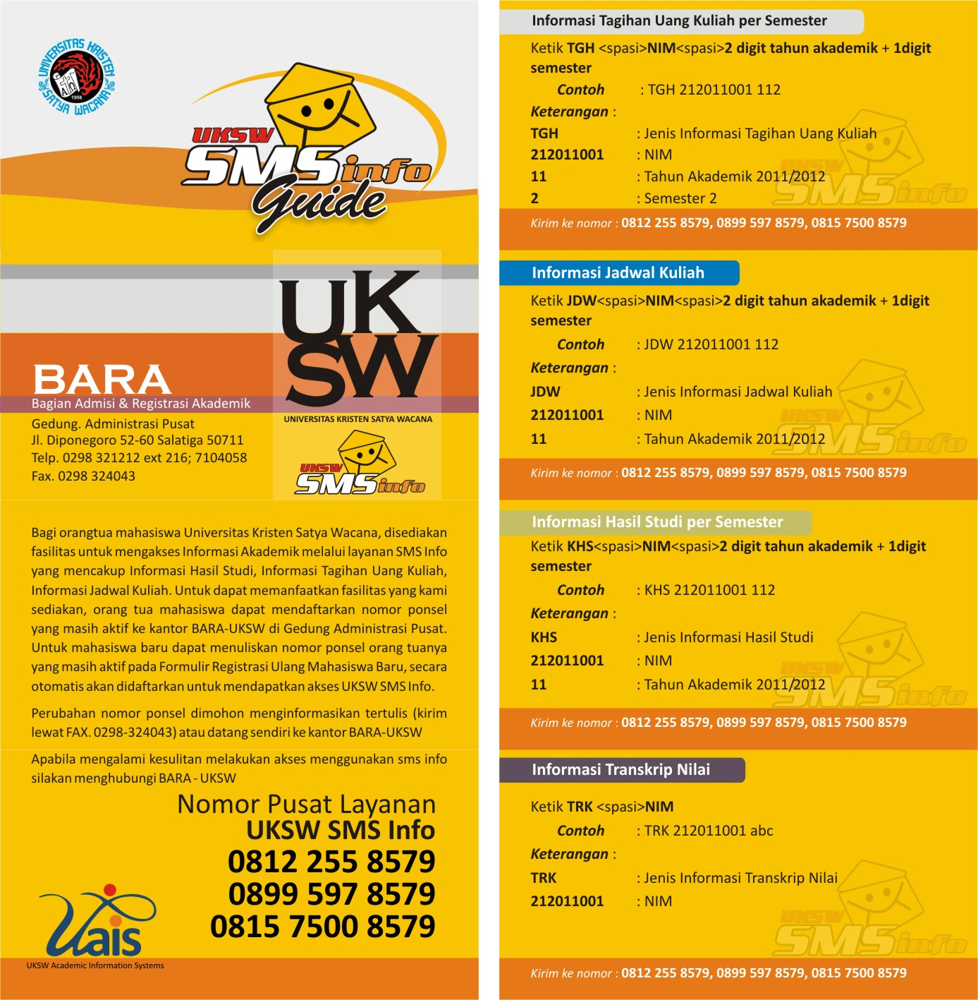 UNIVERSITAS KRISTEN
SATYA WACANA
1956
UKSW
SMS info
Guide
UKSW
UNIVERSITAS KRISTEN SATYA WACANA
UKSW
SMS info
BARA
Bagian Admisi & Registrasi Akademik
Gedung. Administrasi Pusat
Jl. Diponegoro 52-60 Salatiga 50711
Telp. 0298 321212 ext 216; 7104058
Fax. 0298 324043
Bagi orangtua mahasiswa Universitas Kristen Satya Wacana, disediakan
fasilitas untuk mengakses Informasi Akademik melalui layanan SMS Info
yang mencakup Informasi Hasil Studi, Informasi Tagihan Uang Kuliah,
Informasi Jadwal Kuliah. Untuk dapat memanfaatkan fasilitas yang kami
sediakan, orang tua mahasiswa dapat mendaftarkan nomor ponsel
yang masih aktif ke kantor BARA-UKSW di Gedung Administrasi Pusat.
Untuk mahasiswa baru dapat menuliskan nomor ponsel orang tuanya
yang masih aktif pada Formulir Registrasi Ulang Mahasiswa Baru, secara
otomatis akan didaftarkan untuk mendapatkan akses UKSW SMS Info.
Perubahan nomor ponsel dimohon menginformasikan tertulis (kirim
lewat FAX. 0298-324043) atau datang sendiri ke kantor BARA-UKSW
Apabila mengalami kesulitan melakukan akses menggunakan sms info
silakan menghubungi BARA - UKSW
Nomor Pusat Layanan
UKSW SMS Info
0812 255 8579
0899 597 8579
0815 7500 8579
Uais
UKSW Academic Information Systems
Informasi Tagihan Uang Kuliah per Semester
Ketik TGH <spasi>NIM<spasi>2 digit tahun akademik + 1digit
semester
Contoh : TGH 212011001 112
Keterangan :
TGH : Jenis Informasi Tagihan Uang Kuliah
212011001 : NIM
11 : Tahun Akademik 2011/2012
2 : Semester 2
UKSW
SMS info
Kirim ke nomor : 0812 255 8579, 0899 597 8579, 0815 7500 8579
Informasi Jadwal Kuliah
Ketik JDW<spasi>NIM<spasi>2 digit tahun akademik + 1digit
semester
Contoh : JDW 212011001 112
Keterangan :
JDW : Jenis Informasi Jadwal Kuliah
212011001 : NIM
11 : Tahun Akademik 2011/2012
UKSW
SMS info
Kirim ke nomor : 0812 255 8579, 0899 597 8579, 0815 7500 8579
Informasi Hasil Studi per Semester
Ketik KHS<spasi>NIM<spasi>2 digit tahun akademik + 1digit
semester
Contoh : KHS 212011001 112
Keterangan :
KHS : Jenis Informasi Hasil Studi
212011001 : NIM
11 : Tahun Akademik 2011/2012
UKSW
SMS info
Kirim ke nomor : 0812 255 8579, 0899 597 8579, 0815 7500 8579
Informasi Transkrip Nilai
Ketik TRK <spasi>NIM
Contoh : TRK 212011001 abc
Keterangan :
TRK : Jenis Informasi Transkrip Nilai
212011001 : NIM
UKSW
SMS info
Kirim ke nomor : 0812 255 8579, 0899 597 8579, 0815 7500 8579